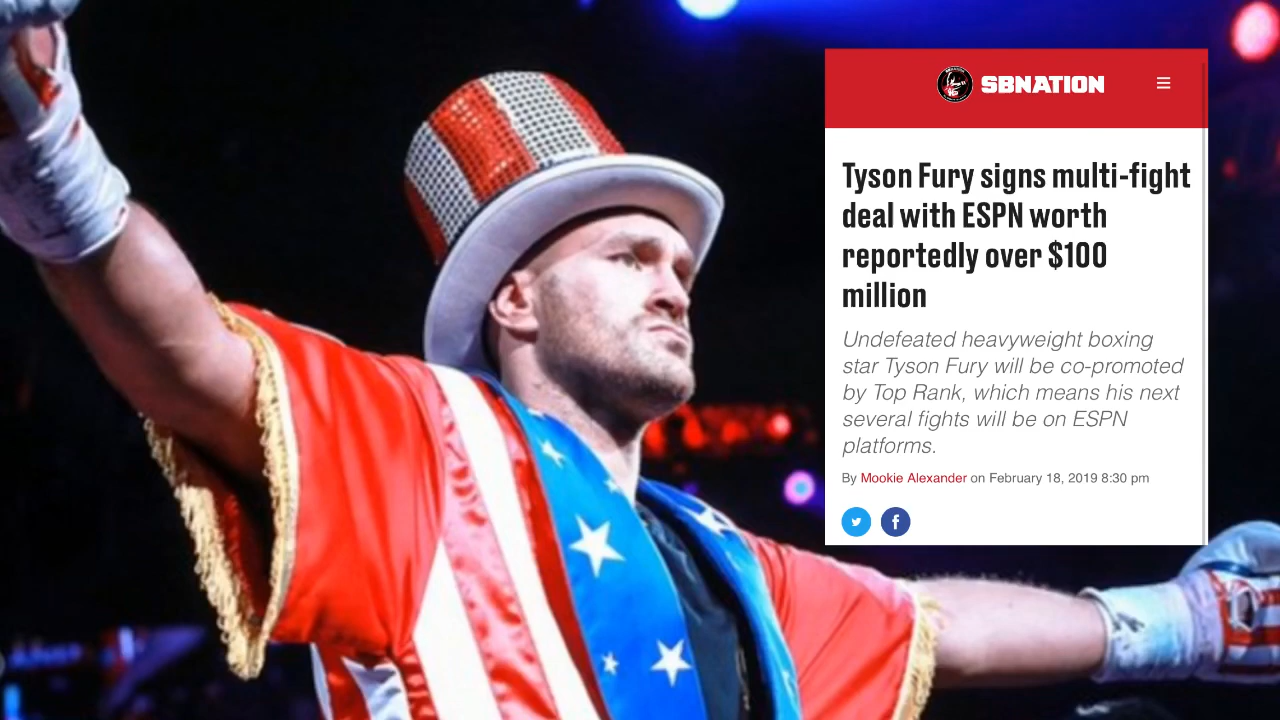 SBNATION
Tyson Fury signs multi-fight
deal with ESPN worth
reportedly over $100
million
Undefeated heavyweight boxing
star Tyson Fury will be co-promoted
by Top Rank, which means his next
several fights will be on ESPN
platforms.
By Mookie Alexander on February 18, 2019 8:30 pm